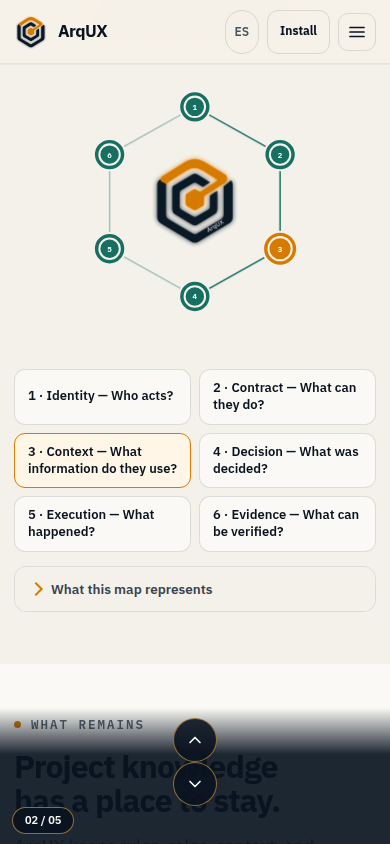 ArqUX
ES
Install
1
2
3
4
5
6
ArqUX
1 · Identity — Who acts?
2 · Contract — What can
they do?
3 · Context — What
information do they use?
4 · Decision — What was
decided?
5 · Execution — What
happened?
6 · Evidence — What can
be verified?
What this map represents
WHAT REMAINS
Project knowledge
has a place to stay.
02 / 05